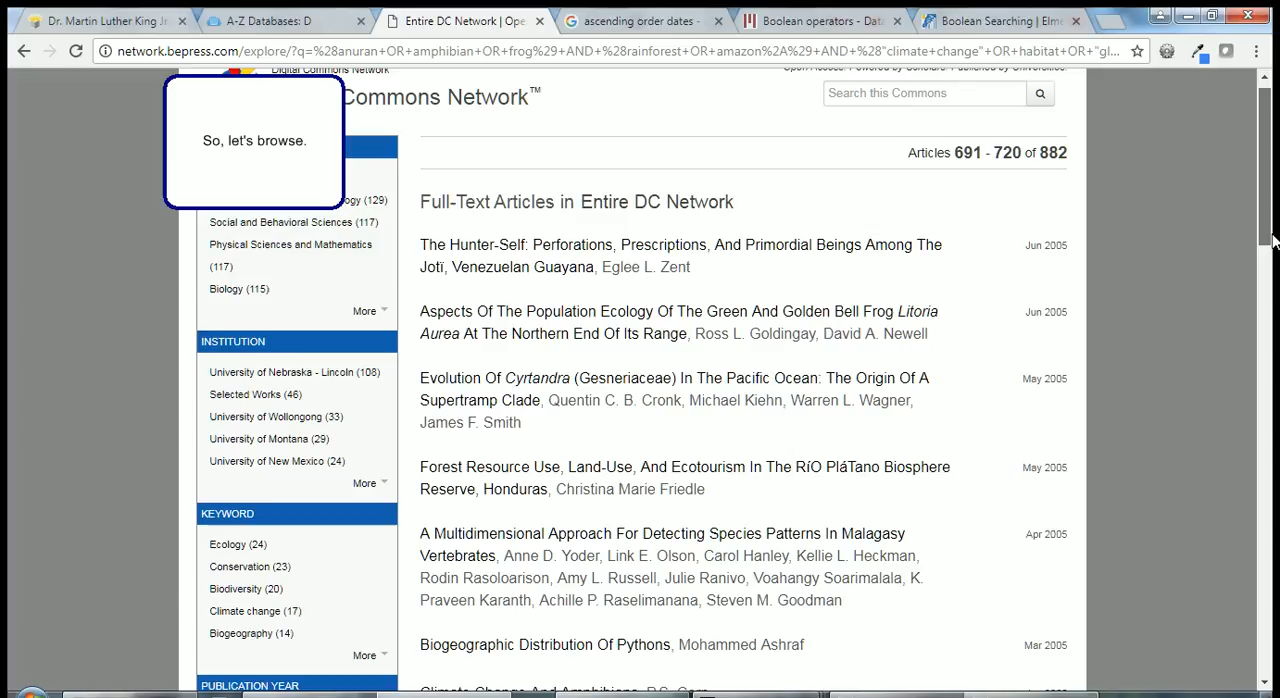 Dr. Martin Luther King Jr
A-Z Databases: D
Entire DC Network | Ope
ascending order dates -
Boolean operators - Data
Boolean Searching | Elme
network.bepress.com/explore/?q=%28anuran+OR+amphibian+OR+frog%29+AND+%28rainforest+OR+amazon%2A%29+AND+%28"climate+change"+OR+habitat+OR+"gl...
Digital Commons Network
Commons Network™
Search this Commons
So, let's browse.
Articles 691 - 720 of 882
ogy (129)
Social and Behavioral Sciences (117)
Physical Sciences and Mathematics
(117)
Biology (115)
More
INSTITUTION
University of Nebraska - Lincoln (108)
Selected Works (46)
University of Wollongong (33)
University of Montana (29)
University of New Mexico (24)
More
KEYWORD
Ecology (24)
Conservation (23)
Biodiversity (20)
Climate change (17)
Biogeography (14)
More
PUBLICATION YEAR
Full-Text Articles in Entire DC Network
The Hunter-Self: Perforations, Prescriptions, And Primordial Beings Among The Jun 2005
Jotï, Venezuelan Guayana, Eglee L. Zent
Aspects Of The Population Ecology Of The Green And Golden Bell Frog Litoria Jun 2005
Aurea At The Northern End Of Its Range, Ross L. Goldingay, David A. Newell
Evolution Of Cyrtandra (Gesneriaceae) In The Pacific Ocean: The Origin Of A May 2005
Supertramp Clade, Quentin C. B. Cronk, Michael Kiehn, Warren L. Wagner,
James F. Smith
Forest Resource Use, Land-Use, And Ecotourism In The RíO PláTano Biosphere May 2005
Reserve, Honduras, Christina Marie Friedle
A Multidimensional Approach For Detecting Species Patterns In Malagasy Apr 2005
Vertebrates, Anne D. Yoder, Link E. Olson, Carol Hanley, Kellie L. Heckman,
Rodin Rasoloarison, Amy L. Russell, Julie Ranivo, Voahangy Soarimalala, K.
Praveen Karanth, Achille P. Raselimanana, Steven M. Goodman
Biogeographic Distribution Of Pythons, Mohammed Ashraf Mar 2005